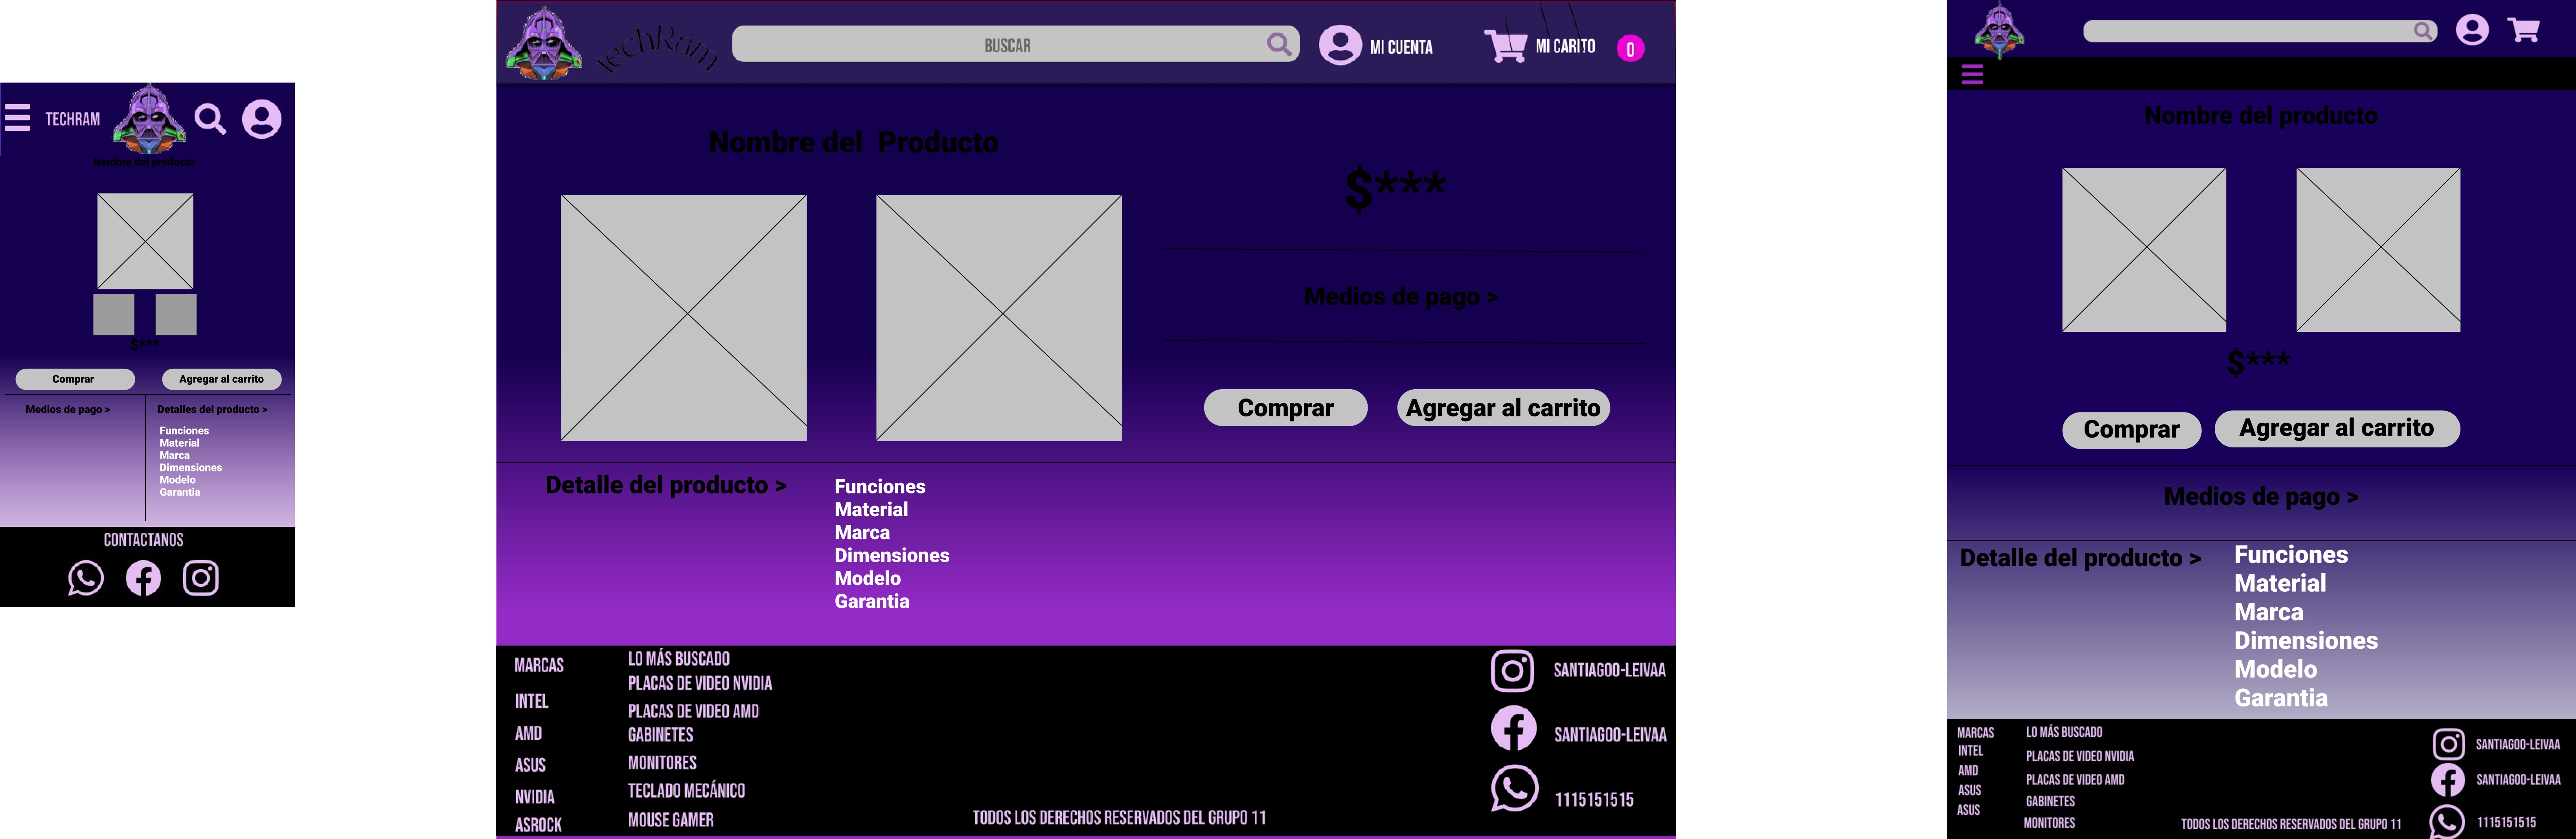 TECHRAM
Nombre del producto
$***
Comprar
Agregar al carrito
Medios de pago >
Detalles del producto >
Funciones
Material
Marca
Dimensiones
Modelo
Garantia
CONTACTANOS
TechRam
BUSCAR
MI CUENTA
MI CARITO
0
Nombre del Producto
$***
Medios de pago >
Comprar
Agregar al carrito
Detalle del producto >
Funciones
Material
Marca
Dimensiones
Modelo
Garantia
MARCAS
INTEL
AMD
ASUS
NVIDIA
ASROCK
LO MÁS BUSCADO
PLACAS DE VIDEO NVIDIA
PLACAS DE VIDEO AMD
GABINETES
MONITORES
TECLADO MECÁNICO
MOUSE GAMER
TODOS LOS DERECHOS RESERVADOS DEL GRUPO 11
SANTIAGOO-LEIVAA
SANTIAGOO-LEIVAA
1115151515
Nombre del producto
$***
Comprar
Agregar al carrito
Medios de pago >
Detalle del producto >
Funciones
Material
Marca
Dimensiones
Modelo
Garantia
MARCAS
INTEL
AMD
ASUS
ASUS
LO MÁS BUSCADO
PLACAS DE VIDEO NVIDIA
PLACAS DE VIDEO AMD
GABINETES
MONITORES
TODOS LOS DERECHOS RESERVADOS DEL GRUPO 11
SANTIAGOO-LEIVAA
SANTIAGOO-LEIVAA
1115151515